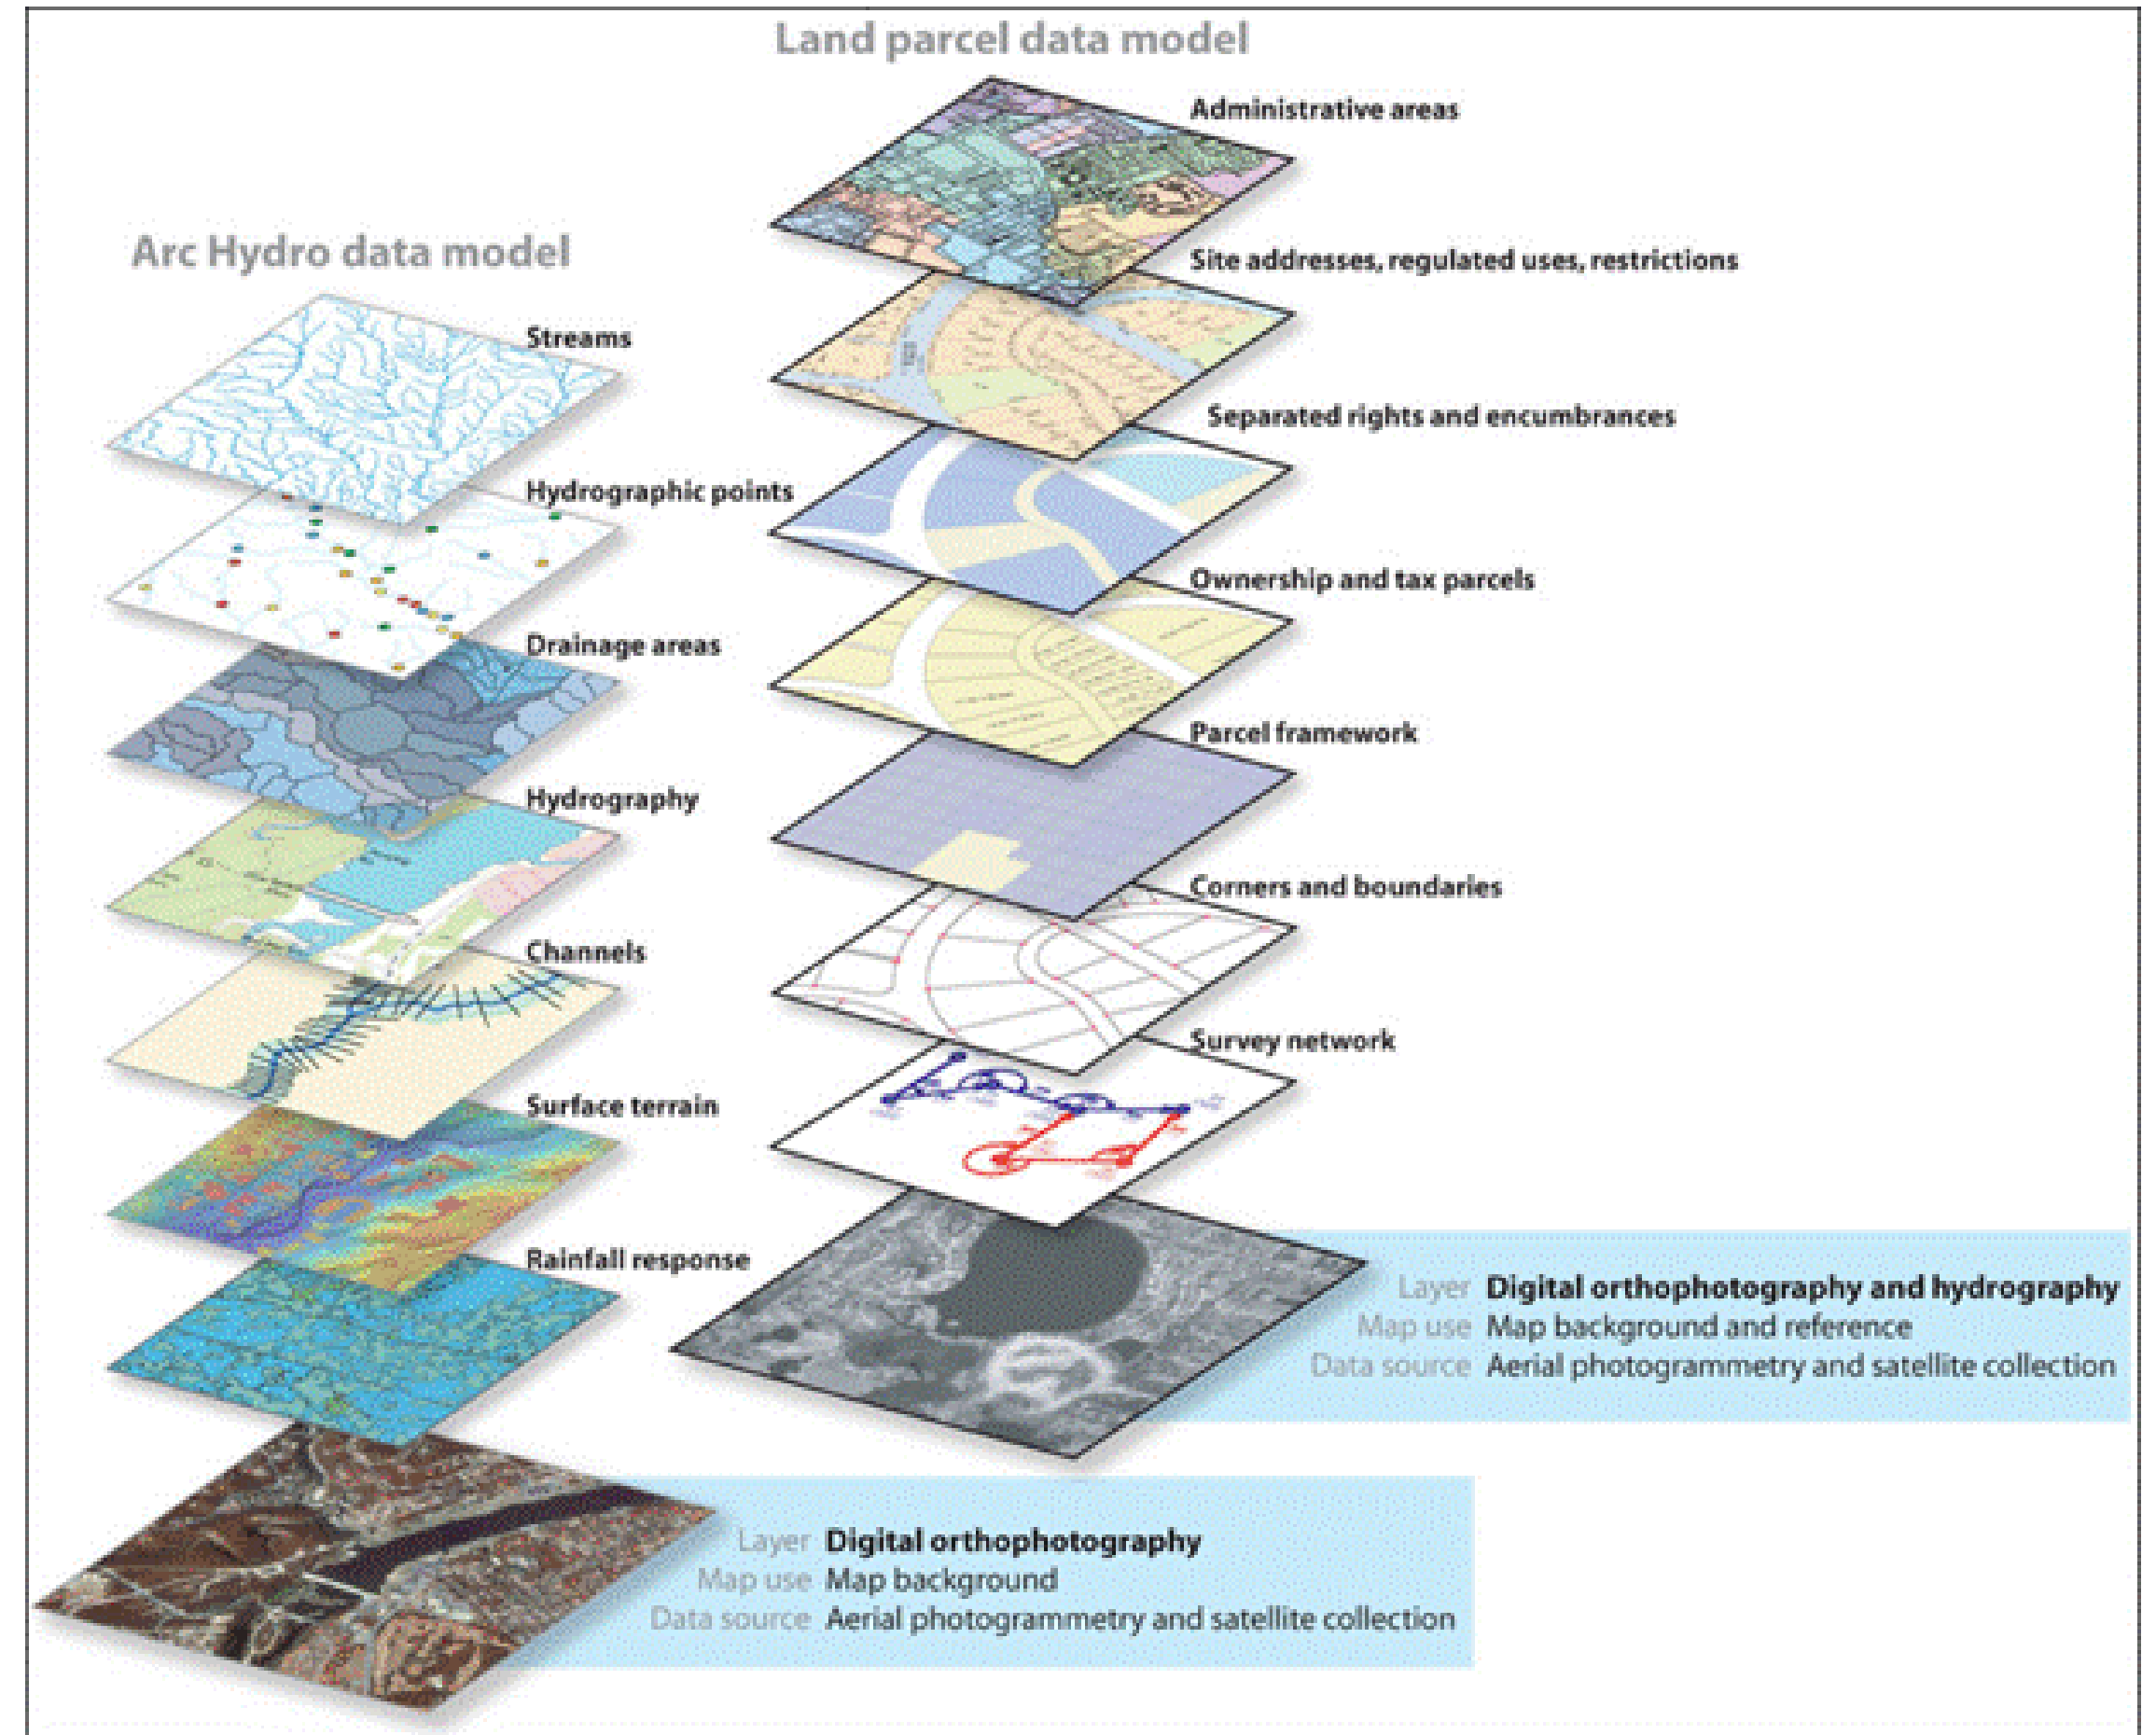 Land parcel data model
Administrative areas
Site addresses, regulated uses, restrictions
Separated rights and encumbrances
Ownership and tax parcels
Parcel framework
Corners and boundaries
Survey network
Layer Digital orthophotography and hydrography
Map use Map background and reference
Data source Aerial photogrammetry and satellite collection
Arc Hydro data model
Streams
Hydrographic points
Drainage areas
Hydrography
Channels
Surface terrain
Rainfall response
Layer Digital orthophotography
Map use Map background
Data source Aerial photogrammetry and satellite collection